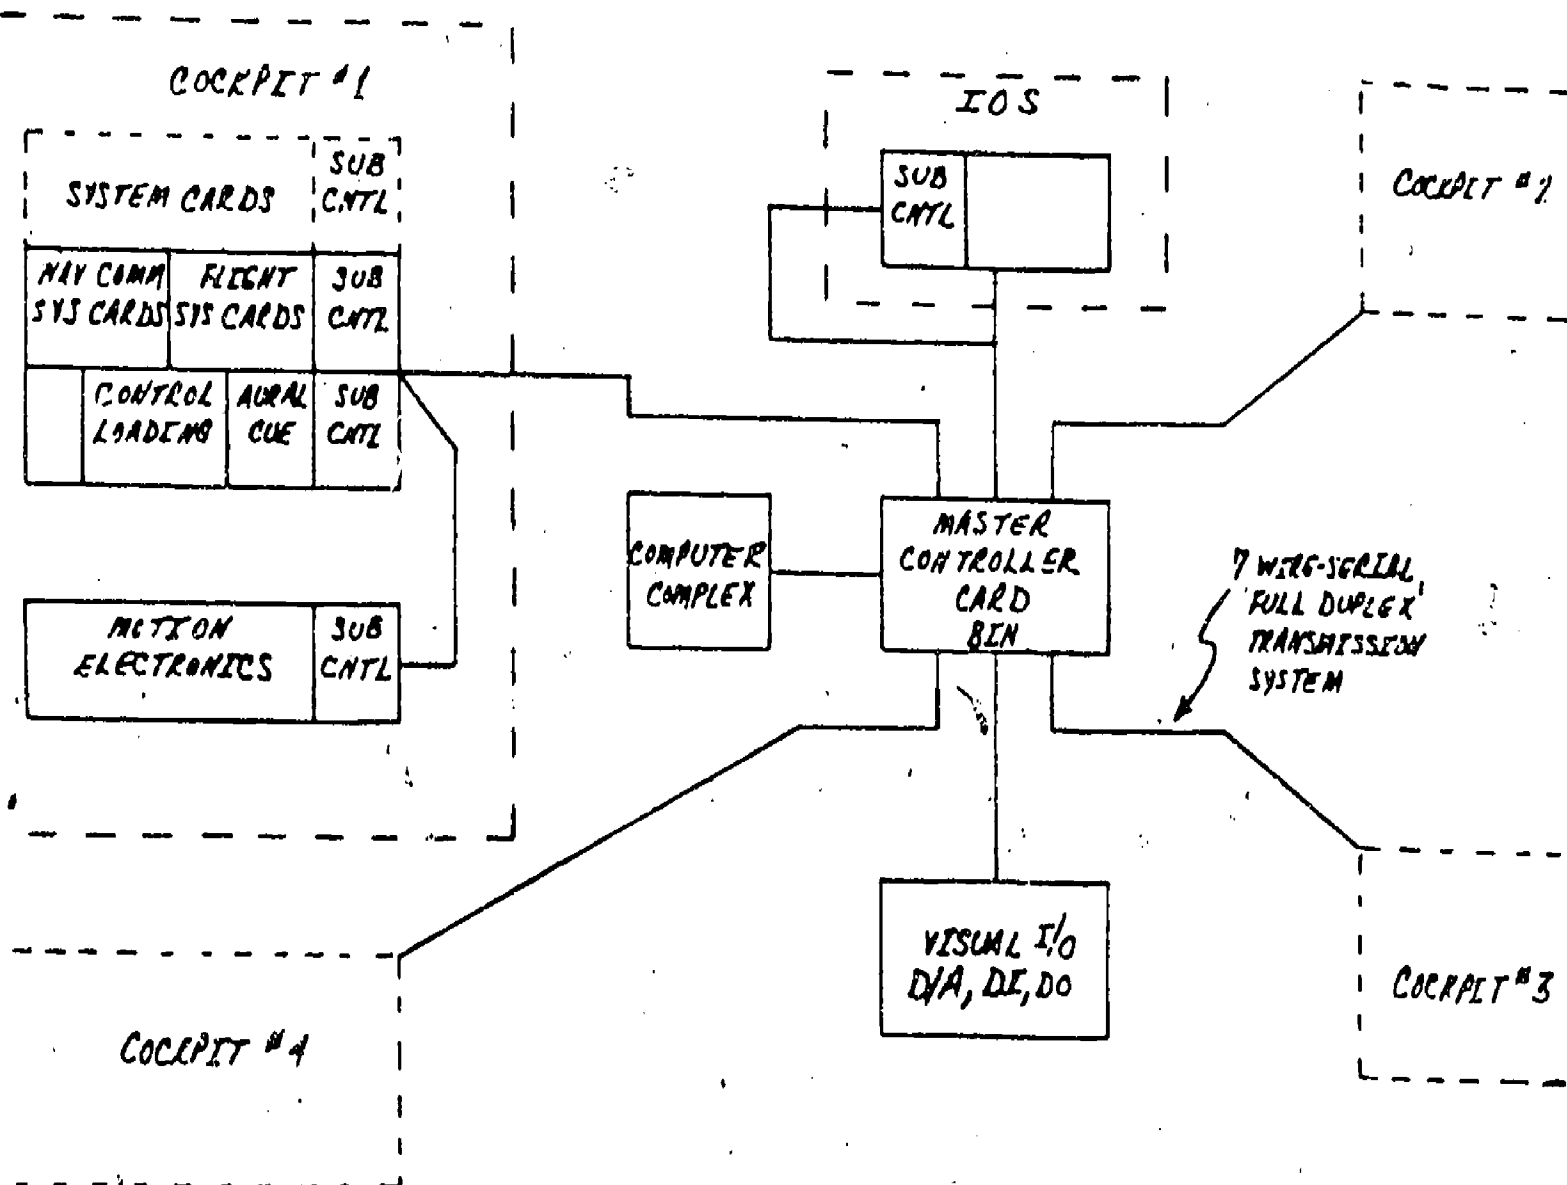 COCKPIT #1
SYSTEM CARDS
SUB
CNTL
NAV COMM
SYS CARDS
FLIGHT
SYS CARDS
SUB
CNTL
CONTROL
LOADING
AURAL
CUE
SUB
CNTL
MOTION
ELECTRONICS
SUB
CNTL
IOS
SUB
CNTL
COCKPIT #2
COMPUTER
COMPLEX
MASTER
CONTROLLER
CARD
BIN
7 WIRE-SERIAL,
FULL DUPLEX
TRANSMISSION
SYSTEM
VISUAL I/O
D/A, DI, DO
COCKPIT #3
COCKPIT #4